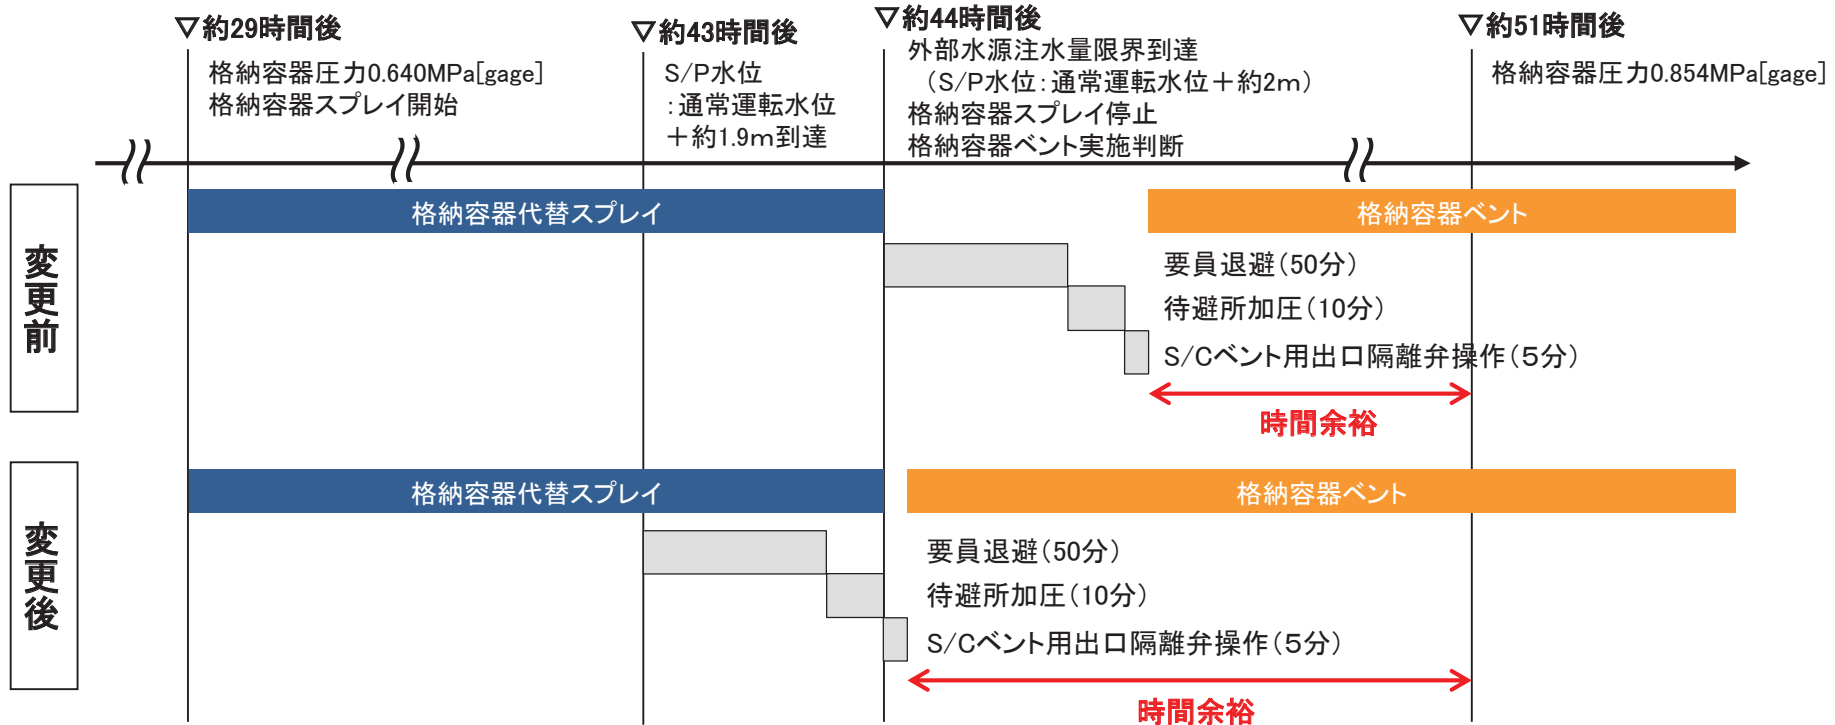 ▽約29時間後
格納容器圧力0.640MPa[gage]
格納容器スプレイ開始
▽約43時間後
S/P水位
：通常運転水位
＋約1.9m到達
▽約44時間後
外部水源注水量限界到達
（S/P水位：通常運転水位＋約2m）
格納容器スプレイ停止
格納容器ベント実施判断
▽約51時間後
格納容器圧力0.854MPa[gage]
変更前
格納容器代替スプレイ
格納容器ベント
要員退避（50分）
待避所加圧（10分）
S/Cベント用出口隔離弁操作（５分）
時間余裕
変更後
格納容器代替スプレイ
格納容器ベント
要員退避（50分）
待避所加圧（10分）
S/Cベント用出口隔離弁操作（５分）
時間余裕